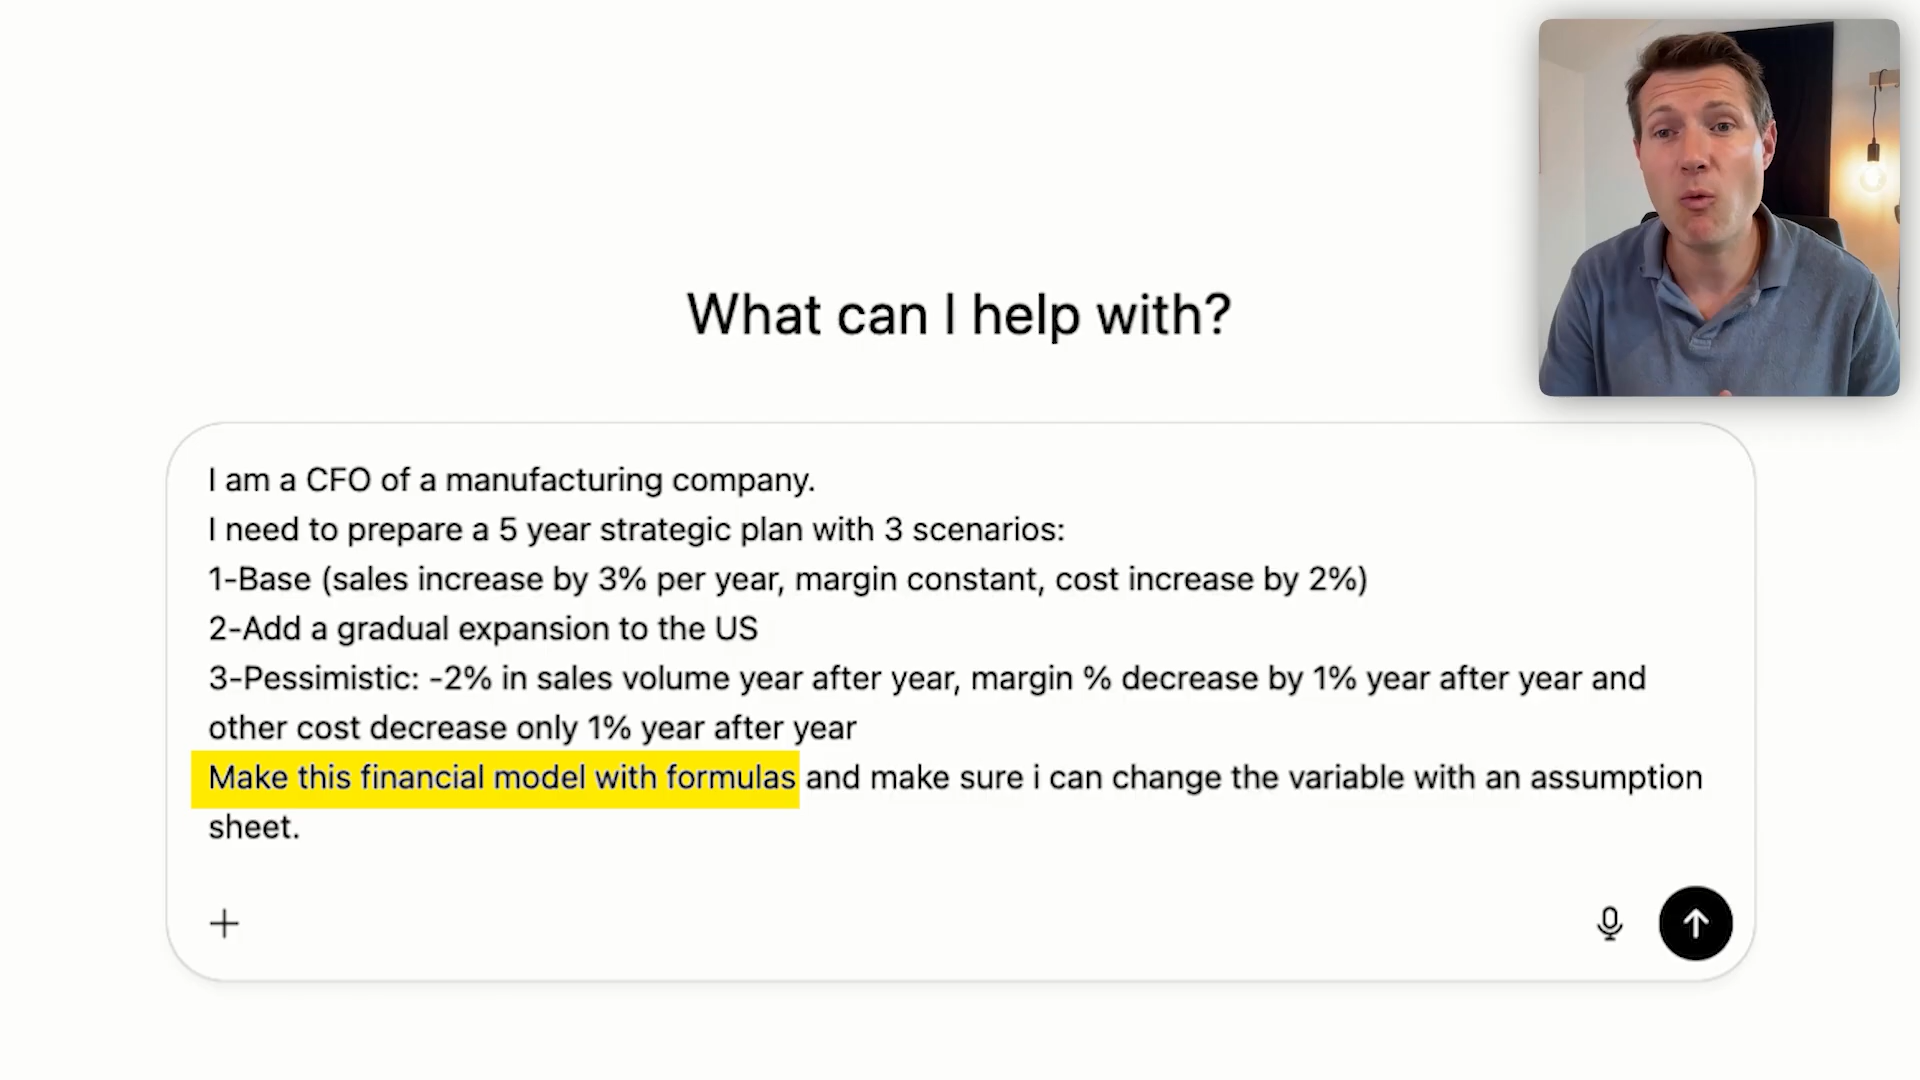 What can I help with?
I am a CFO of a manufacturing company.
I need to prepare a 5 year strategic plan with 3 scenarios:
1-Base (sales increase by 3% per year, margin constant, cost increase by 2%)
2-Add a gradual expansion to the US
3-Pessimistic: -2% in sales volume year after year, margin % decrease by 1% year after year and
other cost decrease only 1% year after year
Make this financial model with formulas and make sure i can change the variable with an assumption
sheet.